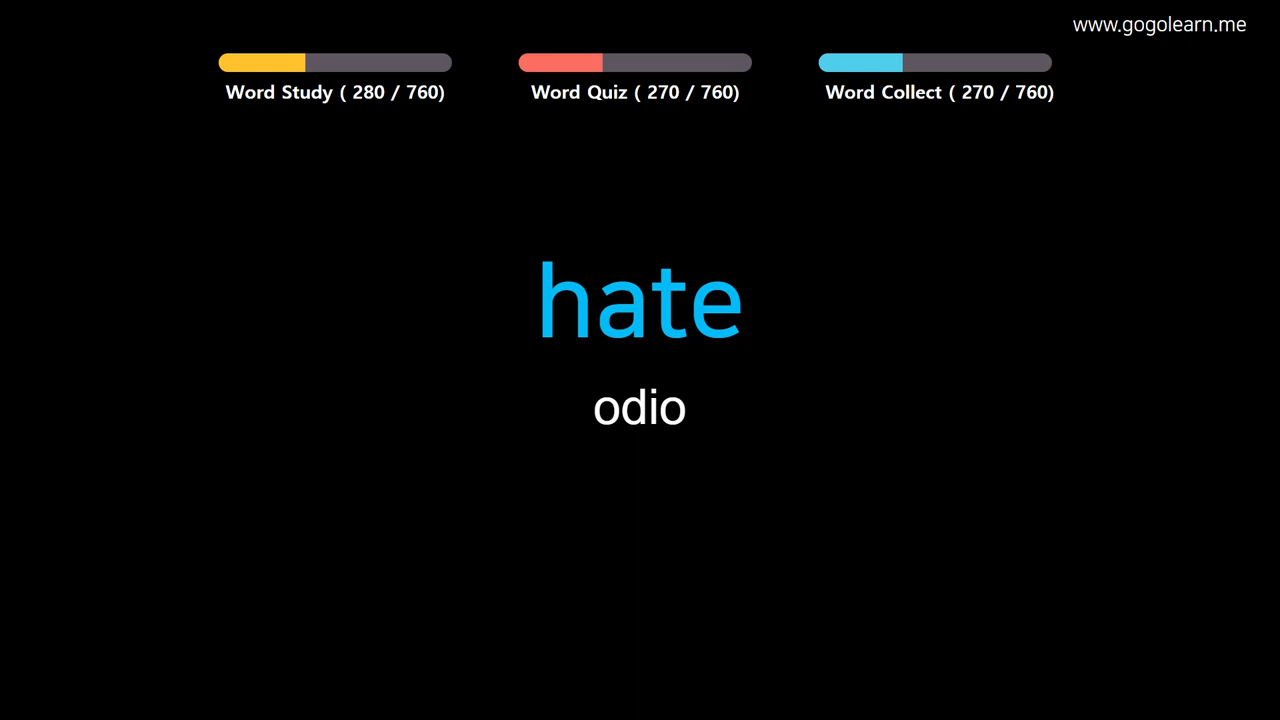 www.gogolearn.me
Word Study ( 280 / 760)
Word Quiz ( 270 / 760)
Word Collect ( 270 / 760)
hate
odio